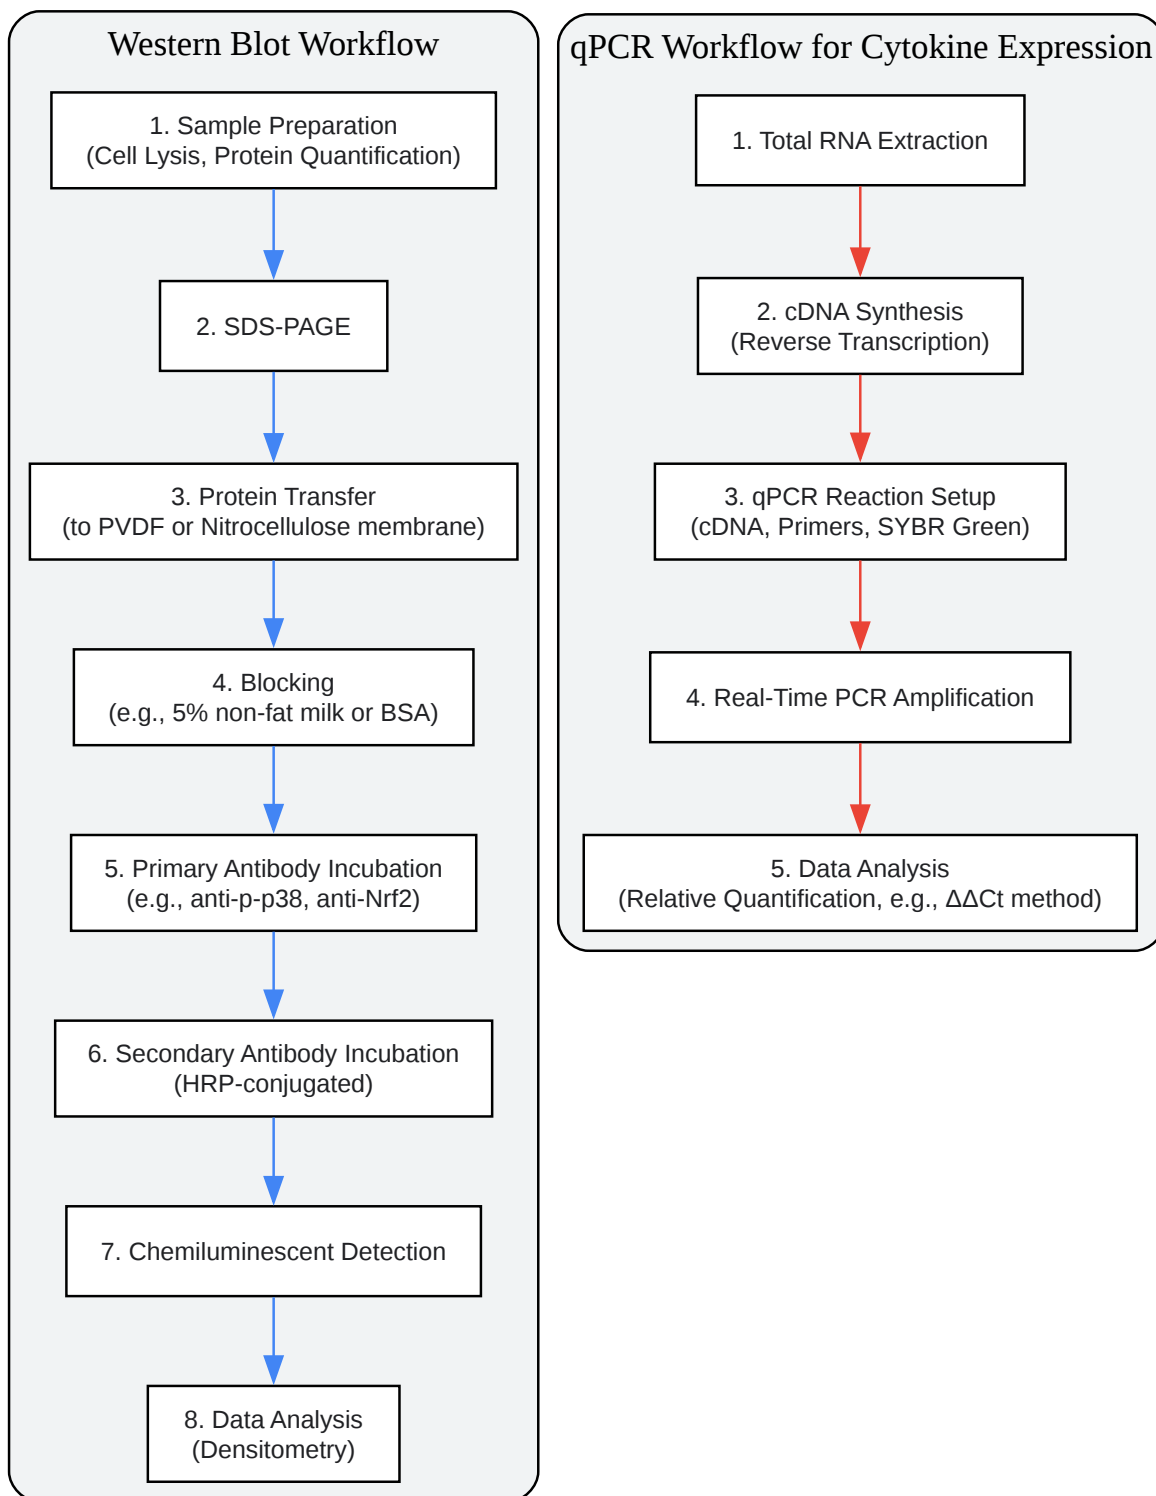 Western Blot Workflow
1. Sample Preparation
(Cell Lysis, Protein Quantification)
2. SDS-PAGE
3. Protein Transfer
(to PVDF or Nitrocellulose membrane)
4. Blocking
(e.g., 5% non-fat milk or BSA)
5. Primary Antibody Incubation
(e.g., anti-p-p38, anti-Nrf2)
6. Secondary Antibody Incubation
(HRP-conjugated)
7. Chemiluminescent Detection
8. Data Analysis
(Densitometry)
qPCR Workflow for Cytokine Expression
1. Total RNA Extraction
2. cDNA Synthesis
(Reverse Transcription)
3. qPCR Reaction Setup
(cDNA, Primers, SYBR Green)
4. Real-Time PCR Amplification
5. Data Analysis
(Relative Quantification, e.g., ΔΔCt method)